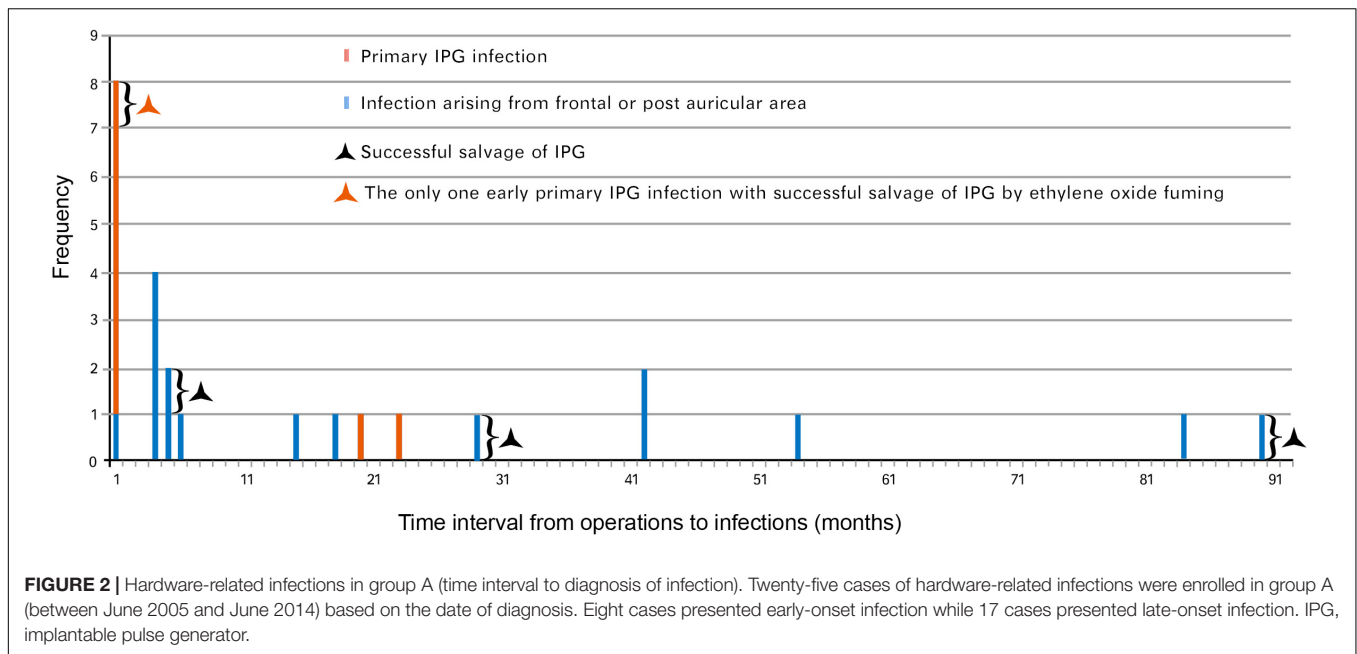 9
8
7
6
5
4
3
2
1
0
Frequency
Primary IPG infection
Infection arising from frontal or post auricular area
Successful salvage of IPG
The only one early primary IPG infection with successful salvage of IPG by ethylene oxide fuming
1 11 21 31 41 51 61 71 81 91
Time interval from operations to infections (months)
FIGURE 2 | Hardware-related infections in group A (time interval to diagnosis of infection). Twenty-five cases of hardware-related infections were enrolled in group A
(between June 2005 and June 2014) based on the date of diagnosis. Eight cases presented early-onset infection while 17 cases presented late-onset infection. IPG,
implantable pulse generator.